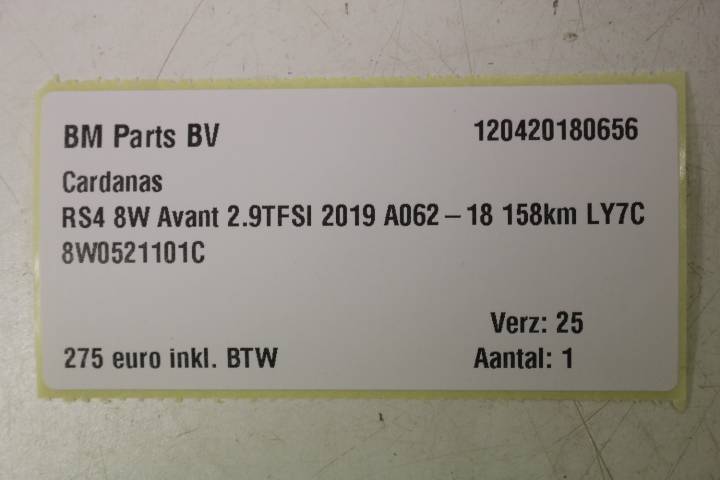 BM Parts BV 120420180656
Cardanas
RS4 8W Avant 2.9TFSI 2019 A062 – 18 158km LY7C
8W0521101C
Verz: 25
275 euro inkl. BTW Aantal: 1